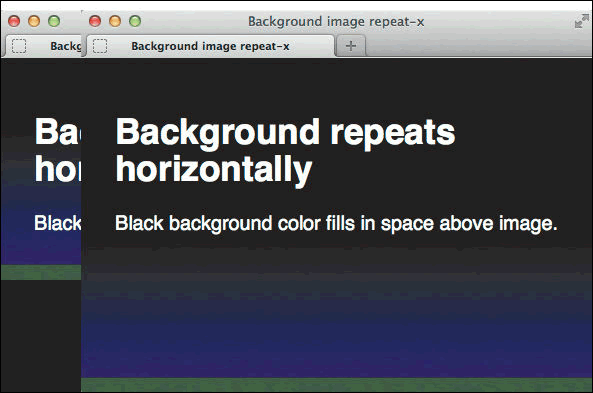 Background image repeat-x
Backg
Background image repeat-x
Bac
hor
Black
Background repeats
horizontally
Black background color fills in space above image.